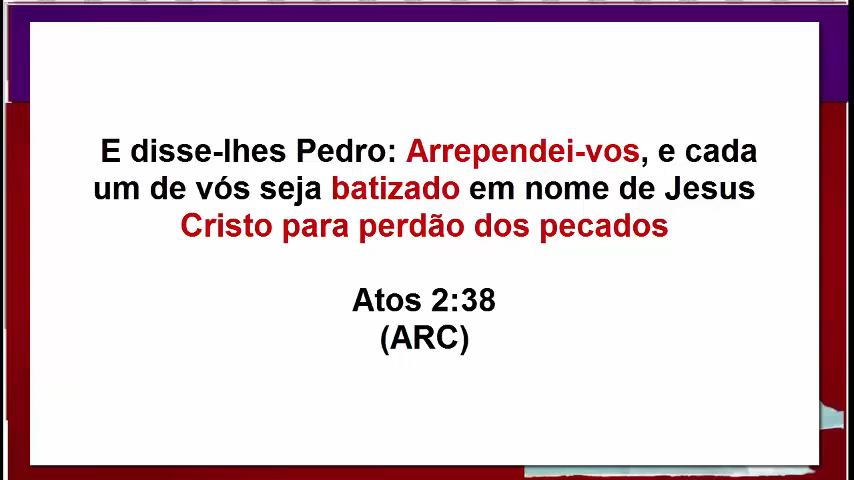 E disse-lhes Pedro: Arrependei-vos, e cada
um de vós seja batizado em nome de Jesus
Cristo para perdão dos pecados
Atos 2:38
(ARC)